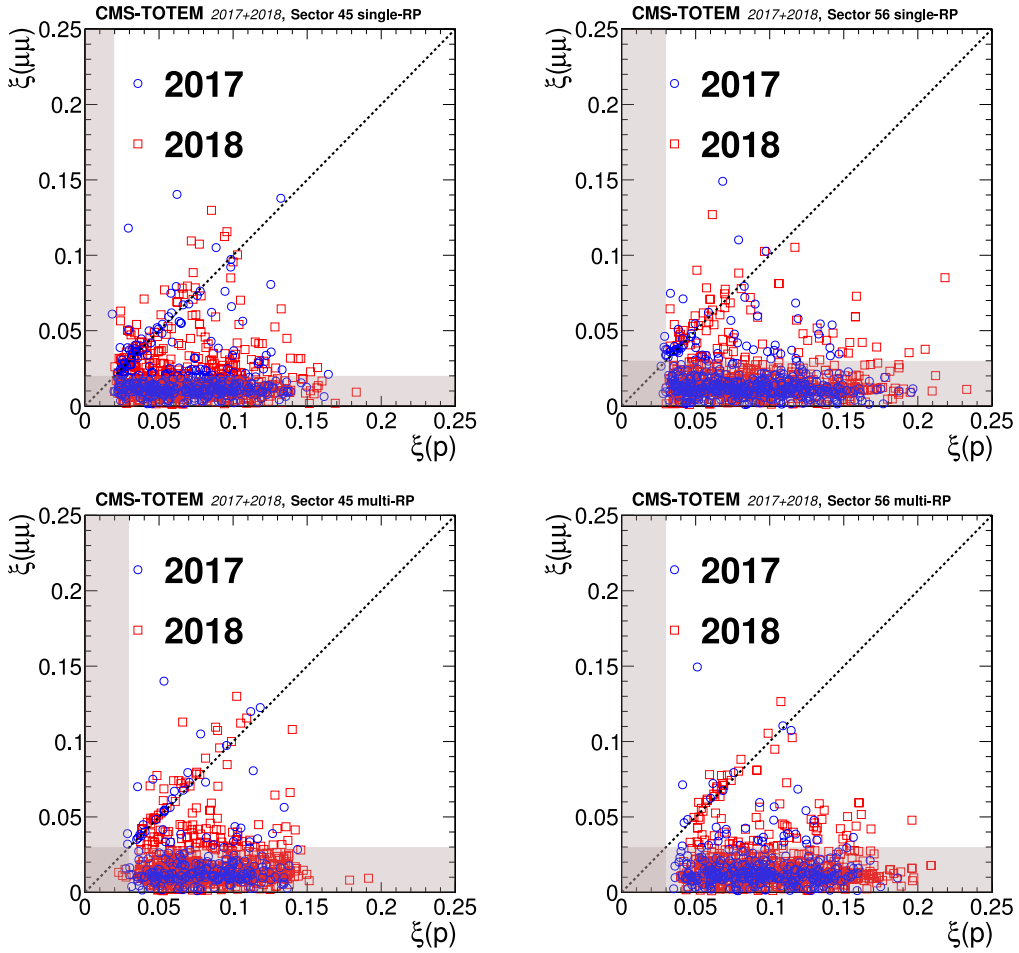 CMS-TOTEM 2017+2018, Sector 45 single-RP
ξ(μμ)
0.25
0.2
0.15
0.1
0.05
0
2017
2018
0 0.05 0.1 0.15 0.2 0.25
ξ(p)
CMS-TOTEM 2017+2018, Sector 56 single-RP
ξ(μμ)
0.25
0.2
0.15
0.1
0.05
0
2017
2018
0 0.05 0.1 0.15 0.2 0.25
ξ(p)
CMS-TOTEM 2017+2018, Sector 45 multi-RP
ξ(μμ)
0.25
0.2
0.15
0.1
0.05
0
2017
2018
0 0.05 0.1 0.15 0.2 0.25
ξ(p)
CMS-TOTEM 2017+2018, Sector 56 multi-RP
ξ(μμ)
0.25
0.2
0.15
0.1
0.05
0
2017
2018
0 0.05 0.1 0.15 0.2 0.25
ξ(p)